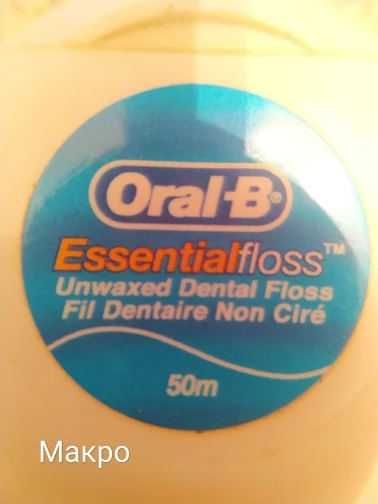 Oral-B®
Essentialfloss™
Unwaxed Dental Floss
Fil Dentaire Non Ciré
50m
Макро